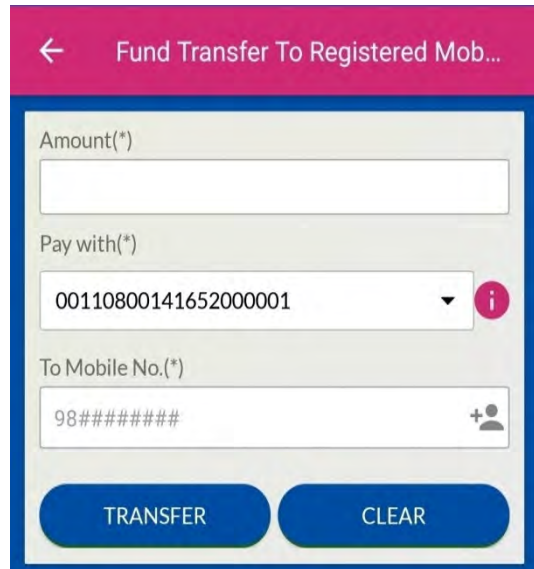 Fund Transfer To Registered Mob...
Amount(*)
Pay with(*)
00110800141652000001
To Mobile No.(*)
98########
TRANSFER CLEAR